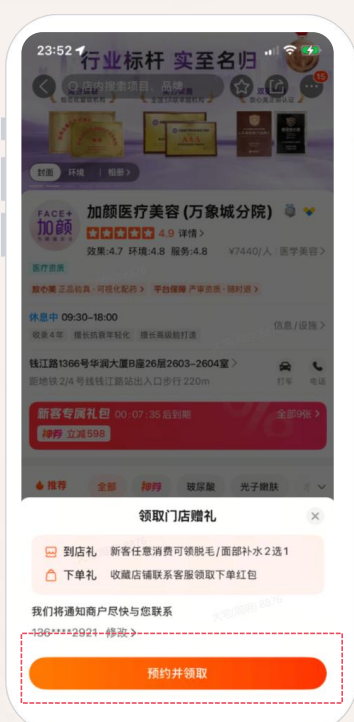 23:52
行业标杆 实至名归
店内搜索项目、品牌
15
封面 环境 相册>
FACE+
加颜
加颜医疗美容(万象城分院)
4.9 详情>
效果:4.7 环境:4.8 服务:4.8 ¥7440/人 医学美容>
医疗资质
放心美 正品验真·可视化配药> 平台保障 严审资质·随时退>
休息中 09:30-18:00
信息/设施>
收录4年 擅长抗衰年轻化 擅长高级脸打造
钱江路1366号华润大厦B座26层2603-2604室>
距地铁2/4号线钱江路站出入口步行220m
打车 电话
新客专属礼包 00:07:35后到期 全部9张>
神荐 立减598
推荐 全部 神荐 玻尿酸 光子嫩肤
领取门店赠礼
到店礼 新客任意消费可领脱毛/面部补水2选1
下单礼 收藏店铺联系客服领取下单红包
我们将通知商户尽快与您联系
136****2921 修改>
预约并领取